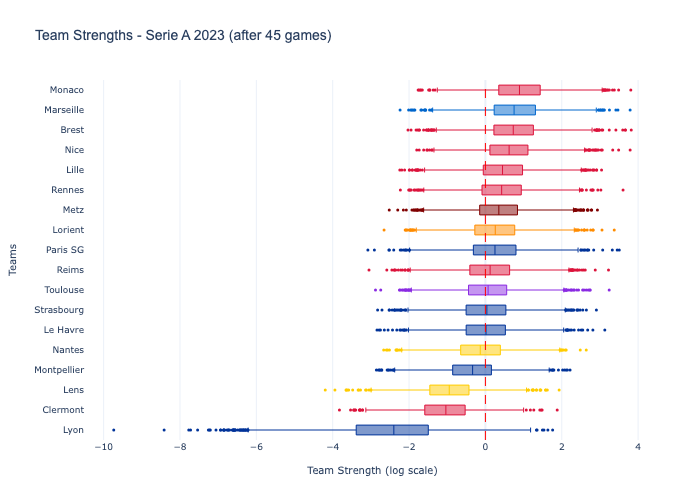 Team Strengths - Serie A 2023 (after 45 games)
Monaco
Marseille
Brest
Nice
Lille
Rennes
Metz
Lorient
Paris SG
Reims
Toulouse
Strasbourg
Le Havre
Nantes
Montpellier
Lens
Clermont
Lyon
Teams
−10 −8 −6 −4 −2 0 2 4
Team Strength (log scale)